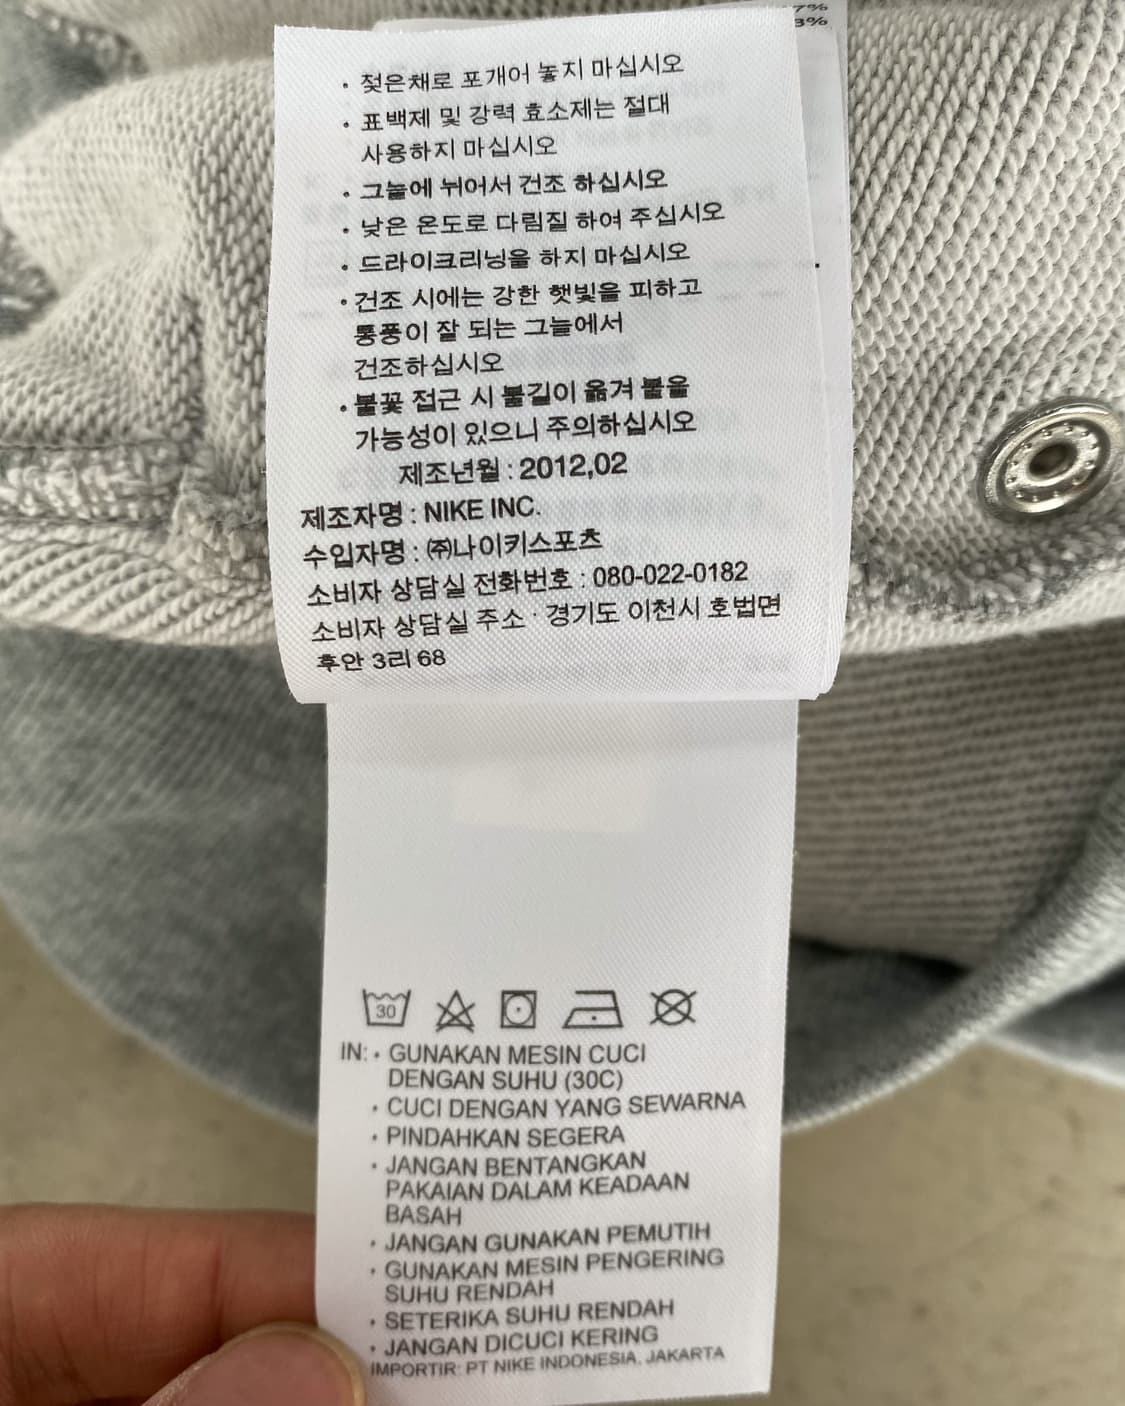 7%
3%
· 젖은채로 포개어 놓지 마십시오
· 표백제 및 강력 효소제는 절대
사용하지 마십시오
· 그늘에 뉘어서 건조 하십시오
· 낮은 온도로 다림질 하여 주십시오
· 드라이크리닝을 하지 마십시오
· 건조 시에는 강한 햇빛을 피하고
통풍이 잘 되는 그늘에서
건조하십시오
· 불꽃 접근 시 불길이 옮겨 붙을
가능성이 있으니 주의하십시오
제조년월 : 2012,02
제조자명 : NIKE INC.
수입자명 : ㈜나이키스포츠
소비자 상담실 전화번호 : 080-022-0182
소비자 상담실 주소 · 경기도 이천시 호법면
후안 3리 68
30
IN: · GUNAKAN MESIN CUCI
DENGAN SUHU (30C)
· CUCI DENGAN YANG SEWARNA
· PINDAHKAN SEGERA
· JANGAN BENTANGKAN
PAKAIAN DALAM KEADAAN
BASAH
· JANGAN GUNAKAN PEMUTIH
· GUNAKAN MESIN PENGERING
SUHU RENDAH
· SETERIKA SUHU RENDAH
· JANGAN DICUCI KERING
IMPORTIR: PT NIKE INDONESIA. JAKARTA